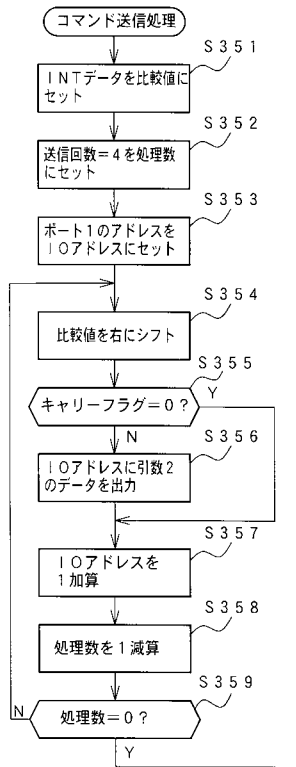 コマンド送信処理
S351
INTデータを比較値に
セット
S352
送信回数=4を処理数
にセット
S353
ポート1のアドレスを
IOアドレスにセット
S354
比較値を右にシフト
S355
キャリーフラグ=0?
Y
N
S356
IOアドレスに引数2
のデータを出力
S357
IOアドレスを
1加算
S358
処理数を1減算
S359
N
処理数=0?
Y